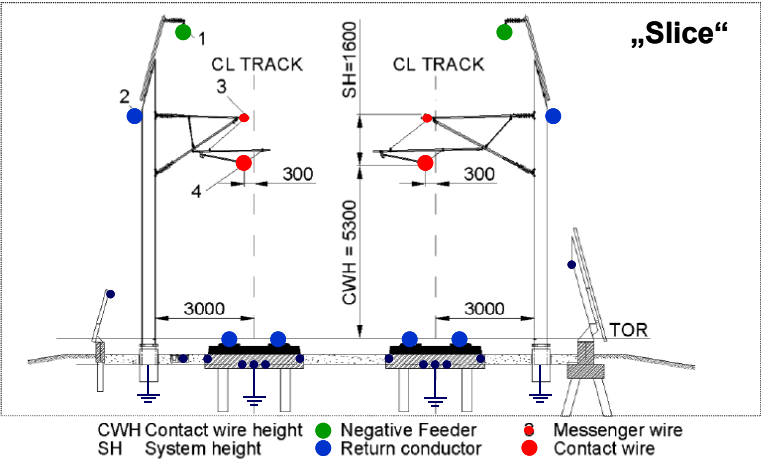 „Slice“
1
CL TRACK
SH=1600
CL TRACK
2
3
4
300
300
CWH = 5300
3000
3000
TOR
CWH Contact wire height
Negative Feeder
Messenger wire
SH System height
Return conductor
Contact wire